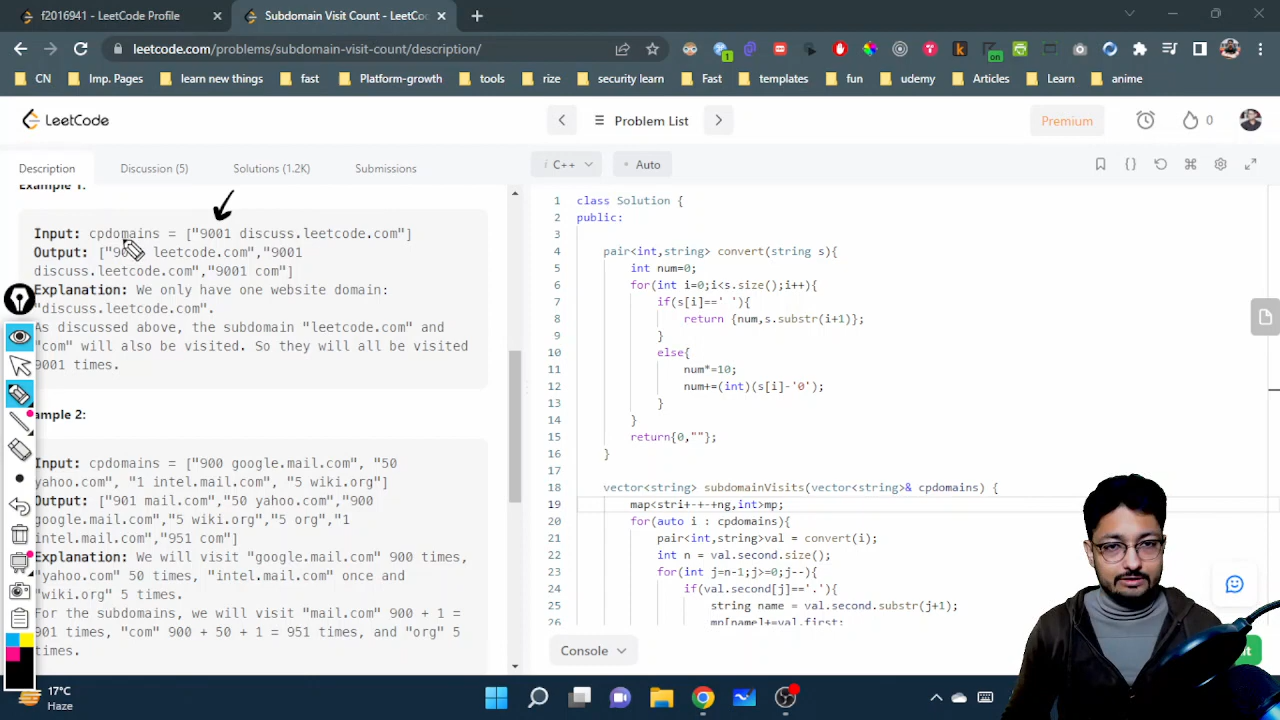 f2016941 - LeetCode Profile
Subdomain Visit Count - LeetCo
leetcode.com/problems/subdomain-visit-count/description/
CN
Imp. Pages
learn new things
fast
Platform-growth
tools
rize
security learn
Fast
templates
fun
udemy
Articles
Learn
anime
LeetCode
Problem List
Premium
0
Description
Discussion (5)
Solutions (1.2K)
Submissions
C++
Auto
Example 1:
Input: cpdomains = ["9001 discuss.leetcode.com"]
Output: ["90 leetcode.com","9001
discuss.leetcode.com","9001 com"]
Explanation: We only have one website domain:
"discuss.leetcode.com".
As discussed above, the subdomain "leetcode.com" and
"com" will also be visited. So they will all be visited
9001 times.
ample 2:
Input: cpdomains = ["900 google.mail.com", "50
yahoo.com", "1 intel.mail.com", "5 wiki.org"]
Output: ["901 mail.com","50 yahoo.com","900
google.mail.com","5 wiki.org","5 org","1
intel.mail.com","951 com"]
Explanation: We will visit "google.mail.com" 900 times,
"yahoo.com" 50 times, "intel.mail.com" once and
"wiki.org" 5 times.
For the subdomains, we will visit "mail.com" 900 + 1 =
901 times, "com" 900 + 50 + 1 = 951 times, and "org" 5
times.
1 class Solution {
2 public:
3
4 pair<int,string> convert(string s){
5 int num=0;
6 for(int i=0;i<s.size();i++){
7 if(s[i]==' '){
8 return {num,s.substr(i+1)};
9 }
10 else{
11 num*=10;
12 num+=(int)(s[i]-'0');
13 }
14 }
15 return{0,""};
16 }
17
18 vector<string> subdomainVisits(vector<string>& cpdomains) {
19 map<stri+-+-+ng,int>mp;
20 for(auto i : cpdomains){
21 pair<int,string>val = convert(i);
22 int n = val.second.size();
23 for(int j=n-1;j>=0;j--){
24 if(val.second[j]=='.'){
25 string name = val.second.substr(j+1);
26 mp[name]+=val.first;
Console
17°C
Haze